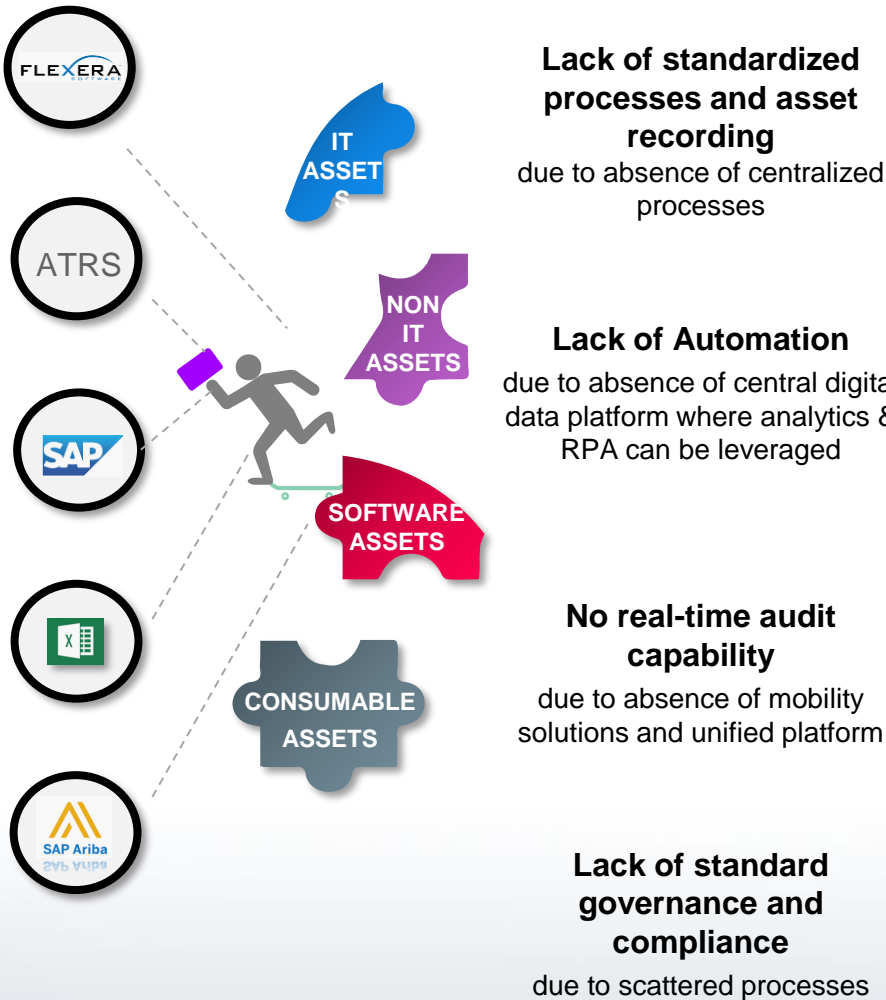 FLEXERA
SOFTWARE
ATRS
SAP
X
SAP Ariba
IT
ASSET
S
NON
IT
ASSETS
SOFTWARE
ASSETS
CONSUMABLE
ASSETS
Lack of standardized
processes and asset
recording
due to absence of centralized
processes
Lack of Automation
due to absence of central digita
data platform where analytics &
RPA can be leveraged
No real-time audit
capability
due to absence of mobility
solutions and unified platform
Lack of standard
governance and
compliance
due to scattered processes